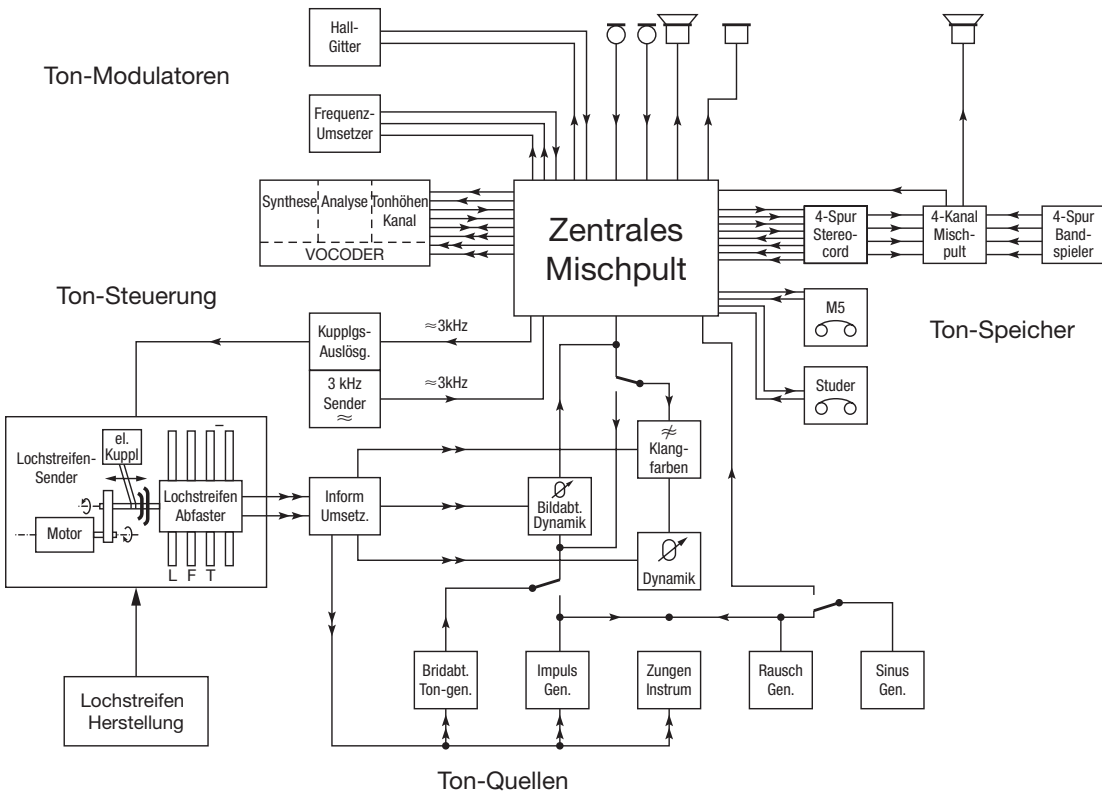 Hall-
Gitter
Ton-Modulatoren
Frequenz-
Umsetzer
Synthese Analyse Tonhöhen
Kanal
VOCODER
Zentrales
Mischpult
4-Spur
Stereo-
cord
4-Kanal
Misch-
pult
4-Spur
Band-
spieler
Ton-Steuerung
M5
Ton-Speicher
Studer
Kupplgs-
Auslösg.
≈3kHz
3 kHz
Sender
≈
≈3kHz
el.
Kuppl
Lochstreifen-
Sender
Motor
Lochstreifen
Abfaster
L F T
Inform
Umsetz.
Klang-
farben
Bildabt.
Dynamik
Dynamik
Bridabt.
Ton-gen.
Impuls
Gen.
Zungen
Instrum
Rausch
Gen.
Sinus
Gen.
Lochstreifen
Herstellung
Ton-Quellen